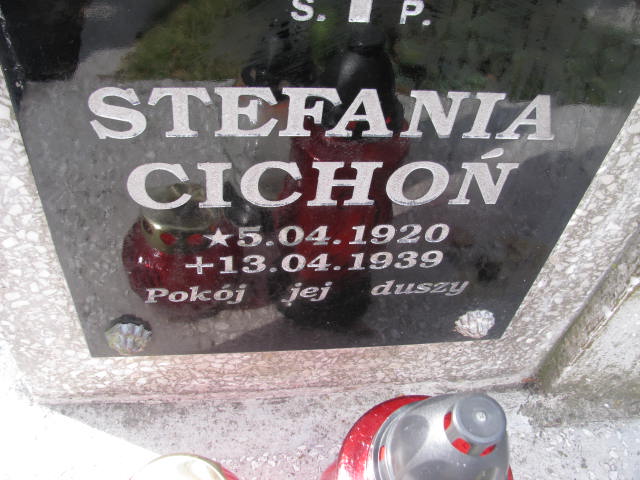 S. P.
STEFANIA
CICHOŃ
★5.04.1920
+13.04.1939
Pokój jej duszy